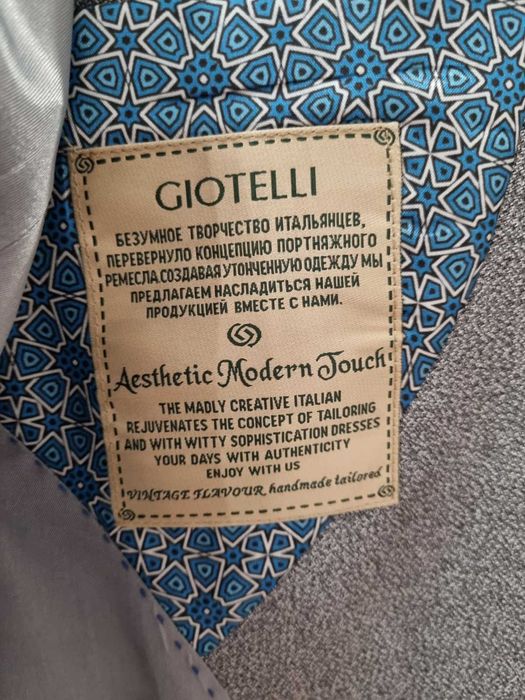 GIOTELLI
БЕЗУМНОЕ ТВОРЧЕСТВО ИТАЛЬЯНЦЕВ,
ПЕРЕВЕРНУЛО КОНЦЕПЦИЮ ПОРТНЯЖНОГО
РЕМЕСЛА.СОЗДАВАЯ УТОНЧЕННУЮ ОДЕЖДУ МЫ
ПРЕДЛАГАЕМ НАСЛАДИТЬСЯ НАШЕЙ
ПРОДУКЦИЕЙ ВМЕСТЕ С НАМИ.
Aesthetic Modern Touch
THE MADLY CREATIVE ITALIAN
REJUVENATES THE CONCEPT OF TAILORING
AND WITH WITTY SOPHISTICATION DRESSES
YOUR DAYS WITH AUTHENTICITY
ENJOY WITH US
VINTAGE FLAVOUR handmade tailored